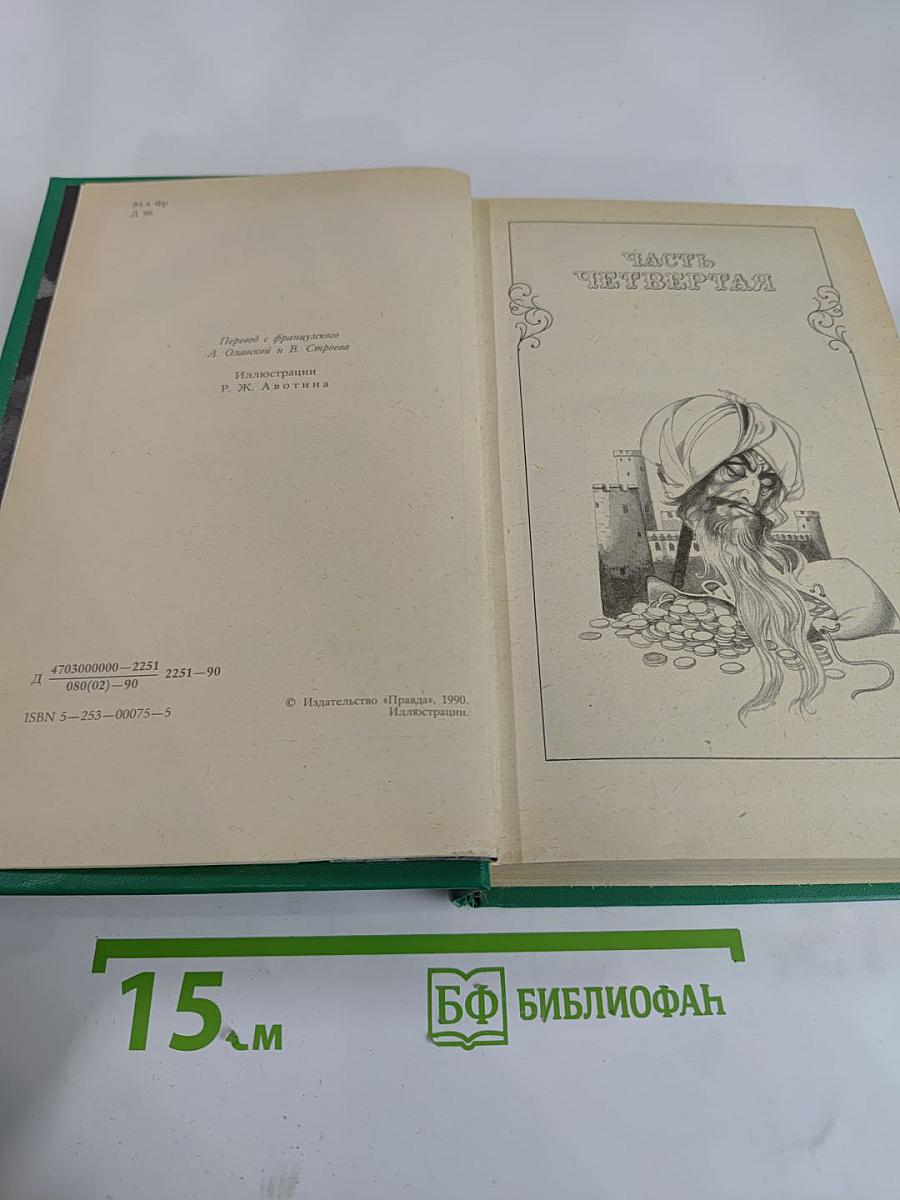 84.4 Фр
Д 96
Перевод с французского
А. Олавской и В. Строева
Иллюстрации
Р. Ж. Авотина
Д 4703000000—2251
080(02)—90
2251—90
ISBN 5—253—00075—5
© Издательство «Правда», 1990.
Иллюстрации.
ЧАСТЬ
ЧЕТВЕРТАЯ
15 см
БФ БИБЛИОФАН